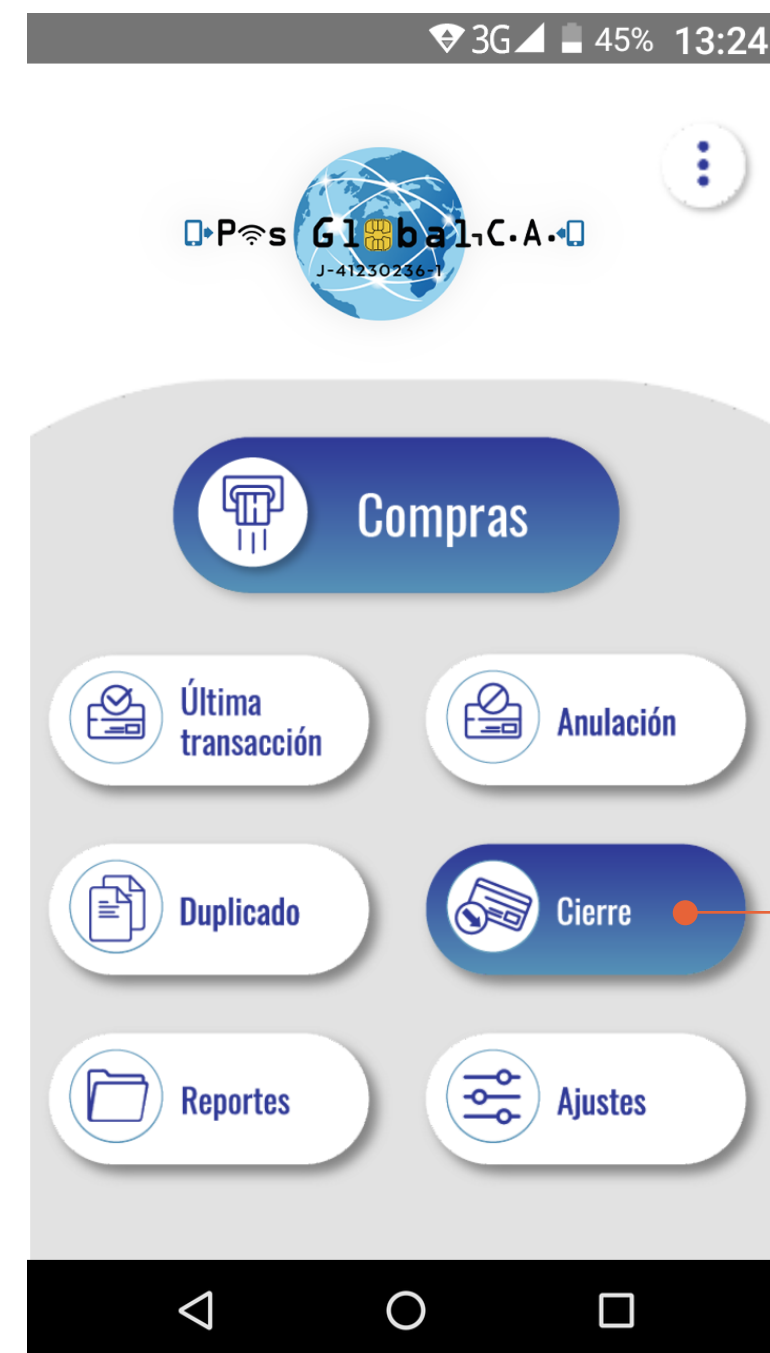 3G 45% 13:24
Pos Global, C.A.
J-41230236-1
Compras
Última
transacción
Anulación
Duplicado
Cierre
Reportes
Ajustes